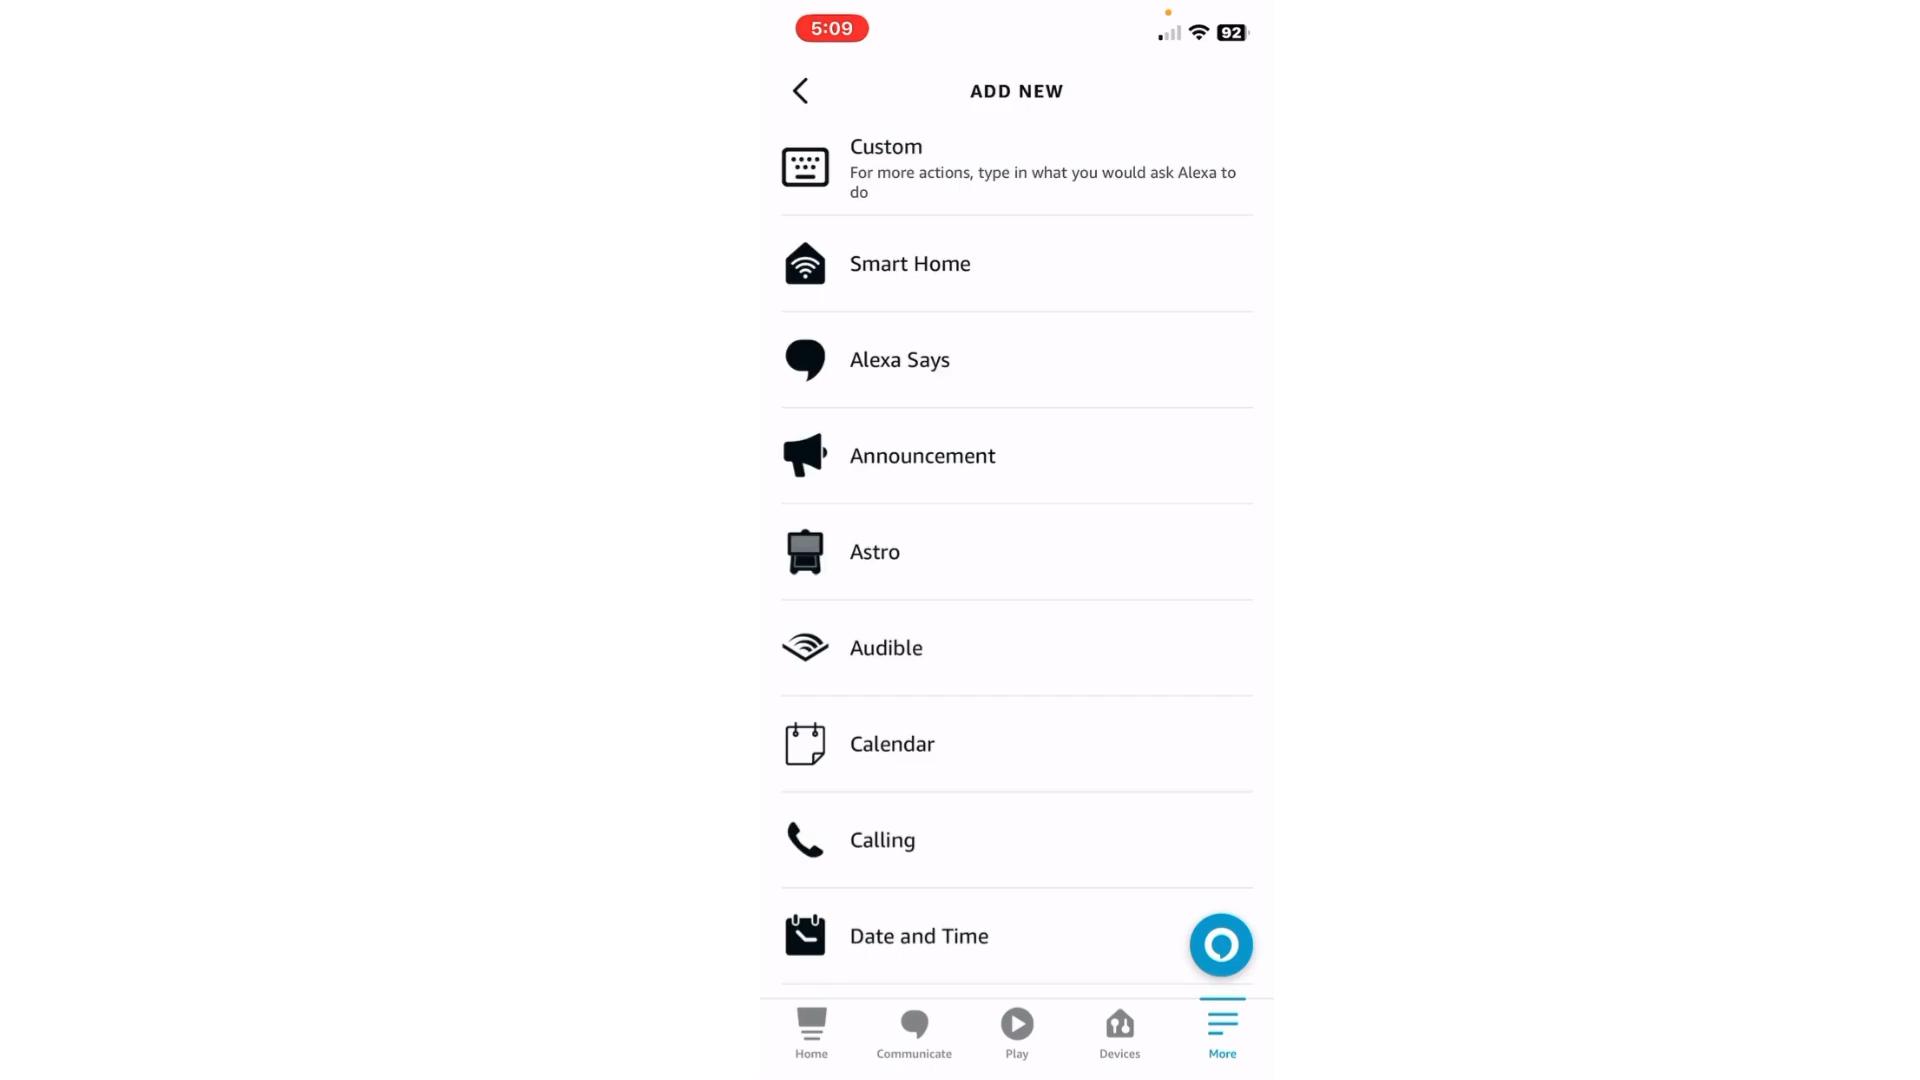 5:09
92
ADD NEW
Custom
For more actions, type in what you would ask Alexa to
do
Smart Home
Alexa Says
Announcement
Astro
Audible
Calendar
Calling
Date and Time
Home
Communicate
Play
Devices
More